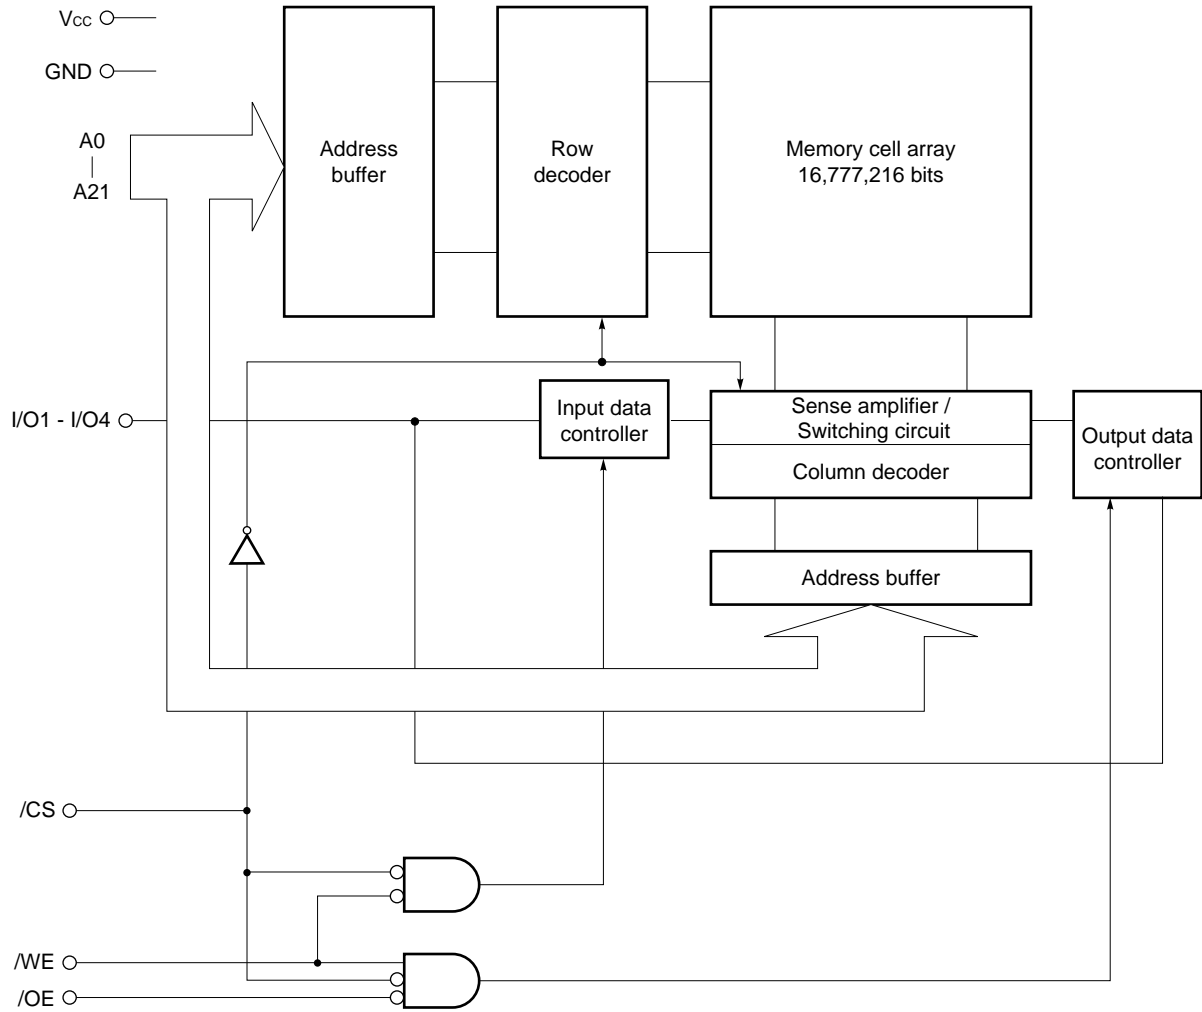 Vcc
GND
A0
A21
Address
buffer
Row
decoder
Memory cell array
16,777,216 bits
I/O1 - I/O4
Input data
controller
Sense amplifier /
Switching circuit
Column decoder
Output data
controller
Address buffer
/CS
/WE
/OE